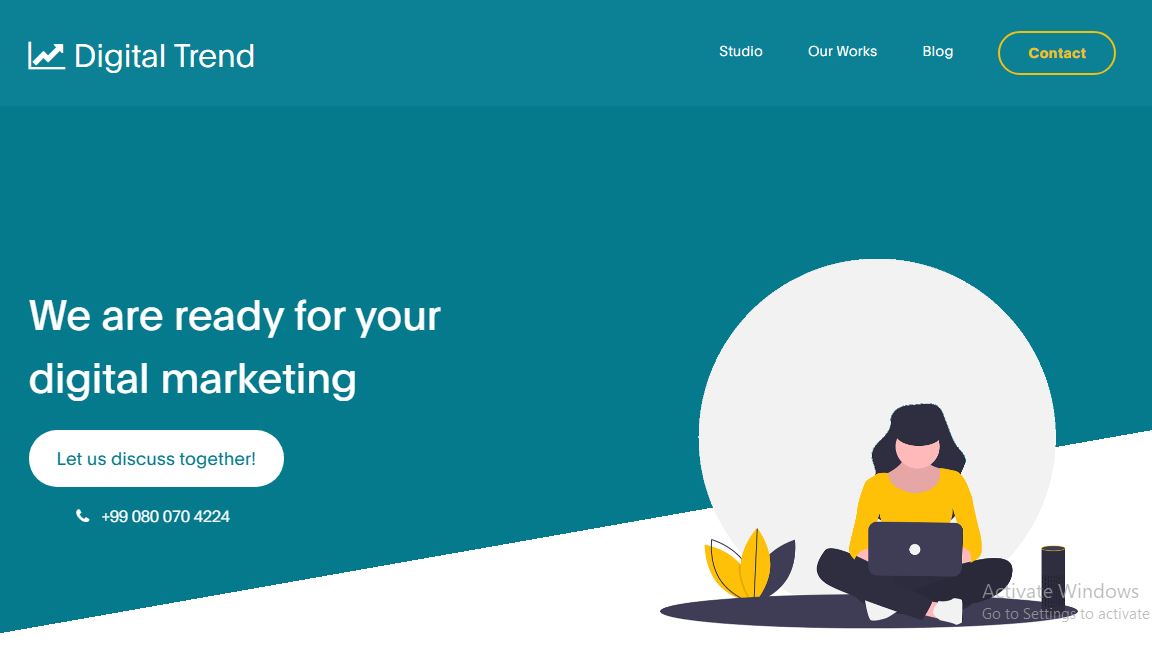 Digital Trend
Studio
Our Works
Blog
Contact
We are ready for your
digital marketing
Let us discuss together!
+99 080 070 4224
Activate Windows
Go to Settings to activate